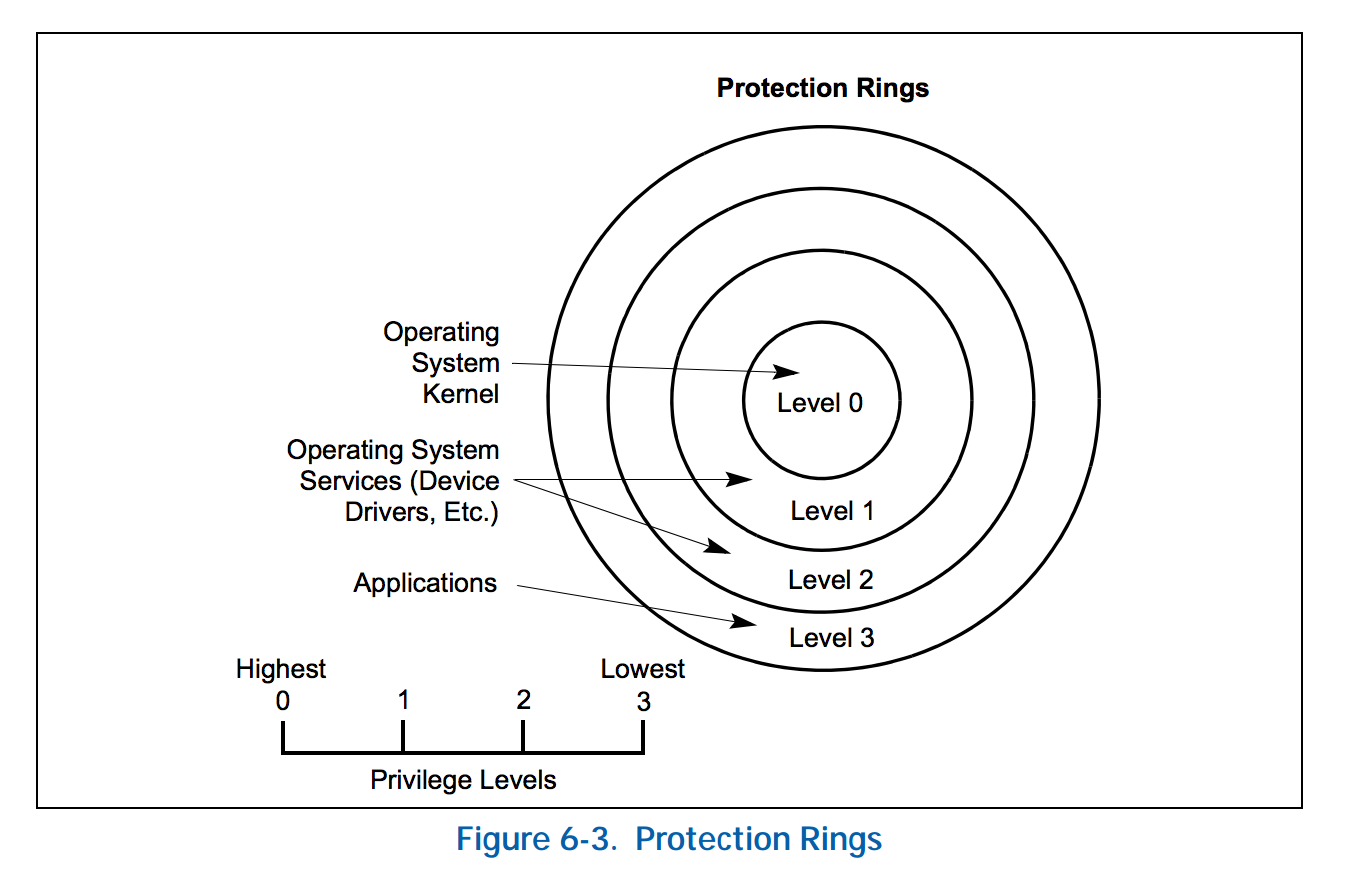 Protection Rings
Operating
System
Kernel
Level 0
Operating System
Services (Device
Drivers, Etc.)
Level 1
Level 2
Applications
Level 3
Highest
Lowest
0
1
2
3
Privilege Levels
Figure 6-3. Protection Rings